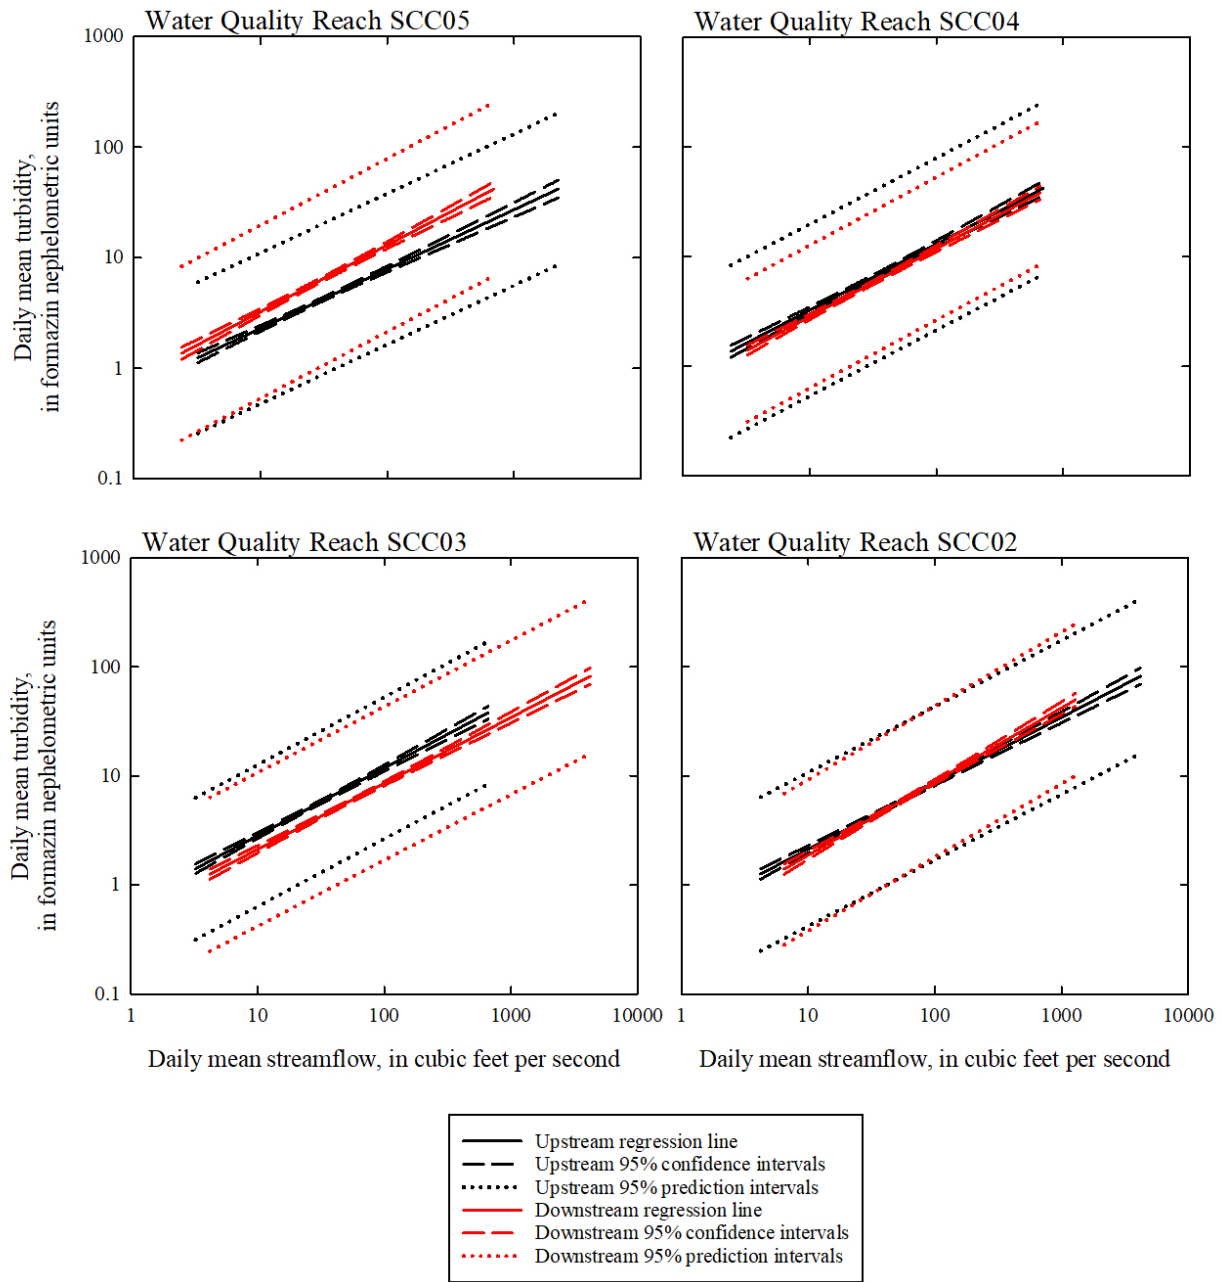 Water Quality Reach SCC05
Water Quality Reach SCC04
1000
100
10
1
0.1
Daily mean turbidity,
in formazin nephelometric units
Water Quality Reach SCC03
Water Quality Reach SCC02
1000
100
10
1
0.1
Daily mean turbidity,
in formazin nephelometric units
1 10 100 1000 10000
1 10 100 1000 10000
Daily mean streamflow, in cubic feet per second
Daily mean streamflow, in cubic feet per second
Upstream regression line
Upstream 95% confidence intervals
Upstream 95% prediction intervals
Downstream regression line
Downstream 95% confidence intervals
Downstream 95% prediction intervals